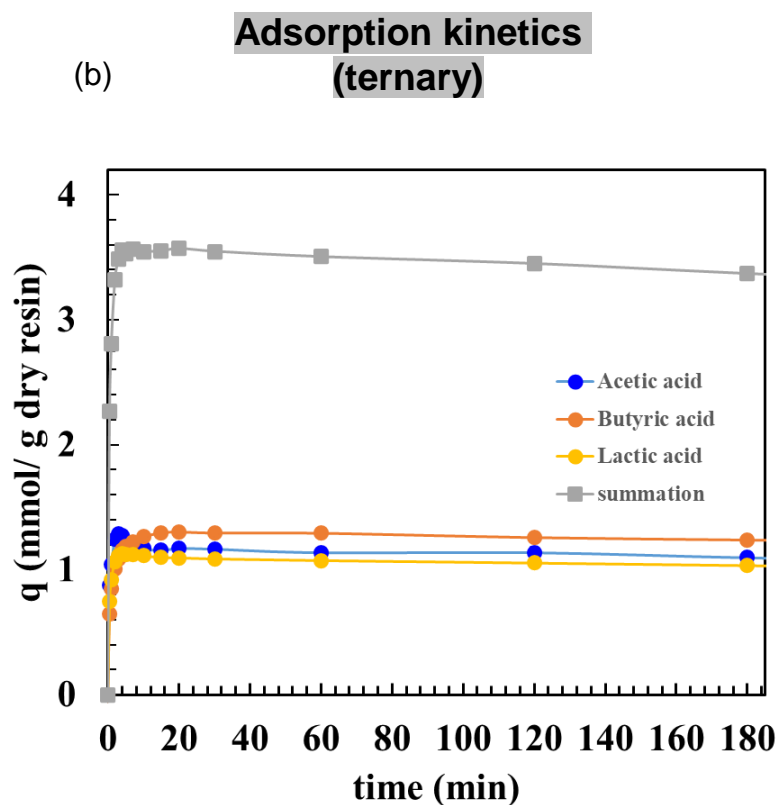 Adsorption kinetics
(ternary)
(b)
4
3
2
1
0
q (mmol/ g dry resin)
Acetic acid
Butyric acid
Lactic acid
summation
0 20 40 60 80 100 120 140 160 180
time (min)